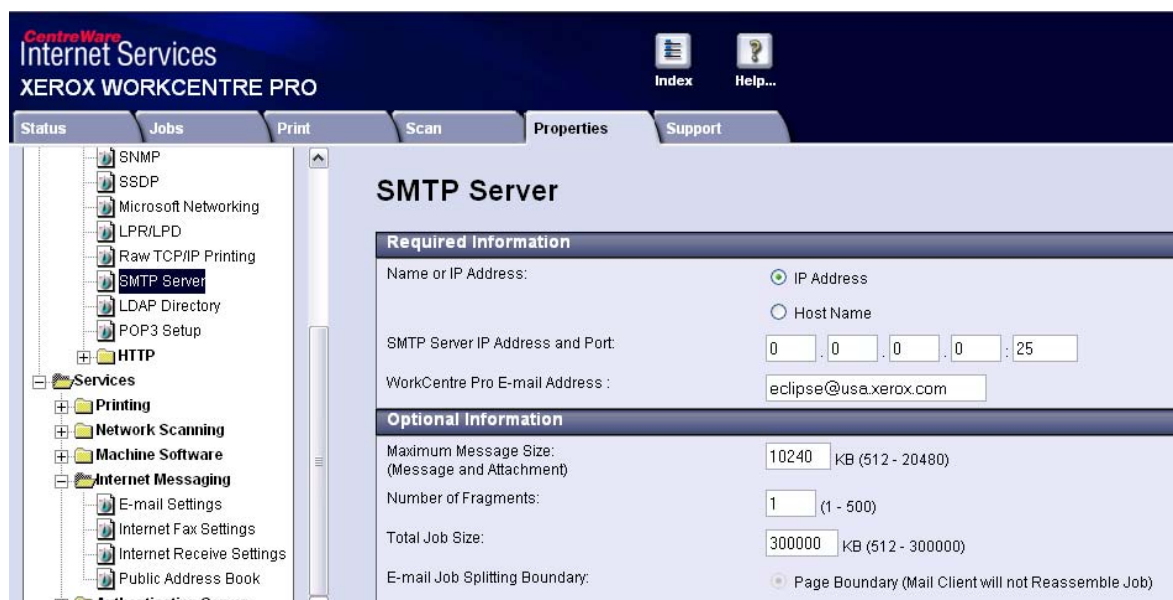 CentreWare
Internet Services
XEROX WORKCENTRE PRO
Index
Help...
Status
Jobs
Print
Scan
Properties
Support
SNMP
SSDP
Microsoft Networking
LPR/LPD
Raw TCP/IP Printing
SMTP Server
LDAP Directory
POP3 Setup
HTTP
Services
Printing
Network Scanning
Machine Software
Internet Messaging
E-mail Settings
Internet Fax Settings
Internet Receive Settings
Public Address Book
SMTP Server
Required Information
Name or IP Address:
IP Address
Host Name
SMTP Server IP Address and Port:
0 . 0 . 0 . 0 : 25
WorkCentre Pro E-mail Address :
eclipse@usa.xerox.com
Optional Information
Maximum Message Size:
(Message and Attachment)
10240 KB (512 - 20480)
Number of Fragments:
1 (1 - 500)
Total Job Size:
300000 KB (512 - 300000)
E-mail Job Splitting Boundary:
Page Boundary (Mail Client will not Reassemble Job)